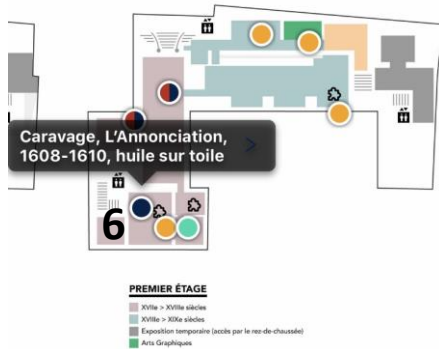 Caravage, L'Annonciation,
1608-1610, huile sur toile
6
PREMIER ÉTAGE
XVIIe > XVIIIe siècles
XVIIIe > XIXe siècles
Exposition temporaire (accès par le rez-de-chaussée)
Arts Graphiques